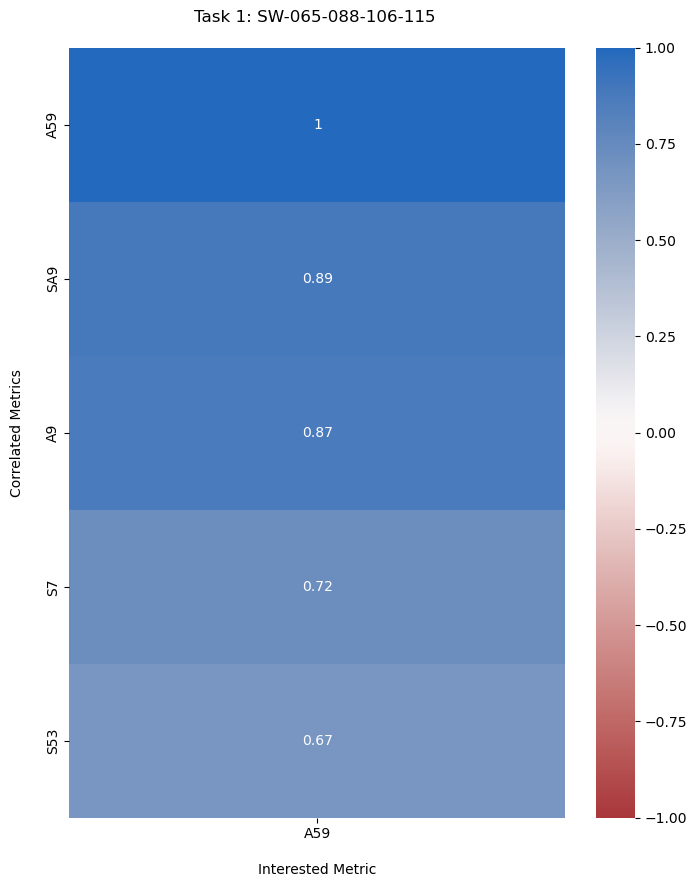 Task 1: SW-065-088-106-115
Correlated Metrics
A59
SA9
A9
S7
S53
1
0.89
0.87
0.72
0.67
A59
Interested Metric
1.00
0.75
0.50
0.25
0.00
−0.25
−0.50
−0.75
−1.00